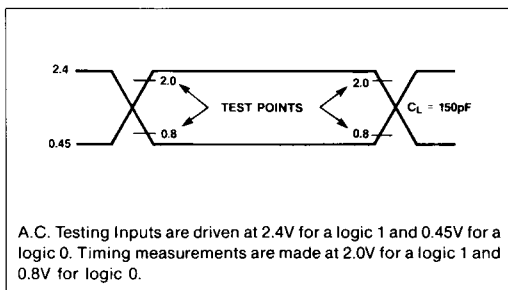 2.4
2.0
2.0
TEST POINTS
C_L = 150pF
0.8
0.8
0.45
A.C. Testing Inputs are driven at 2.4V for a logic 1 and 0.45V for a
logic 0. Timing measurements are made at 2.0V for a logic 1 and
0.8V for logic 0.